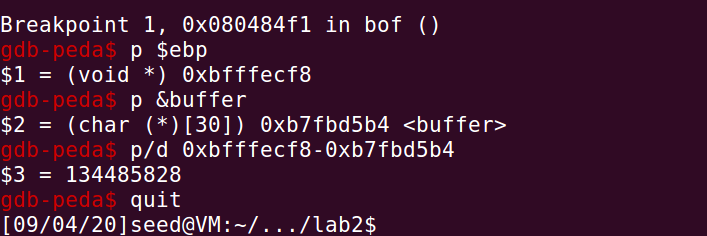 Breakpoint 1, 0x080484f1 in bof ()
gdb-peda$ p $ebp
$1 = (void *) 0xbfffecf8
gdb-peda$ p &buffer
$2 = (char (*)[30]) 0xb7fbd5b4 <buffer>
gdb-peda$ p/d 0xbfffecf8-0xb7fbd5b4
$3 = 134485828
gdb-peda$ quit
[09/04/20]seed@VM:~/.../lab2$